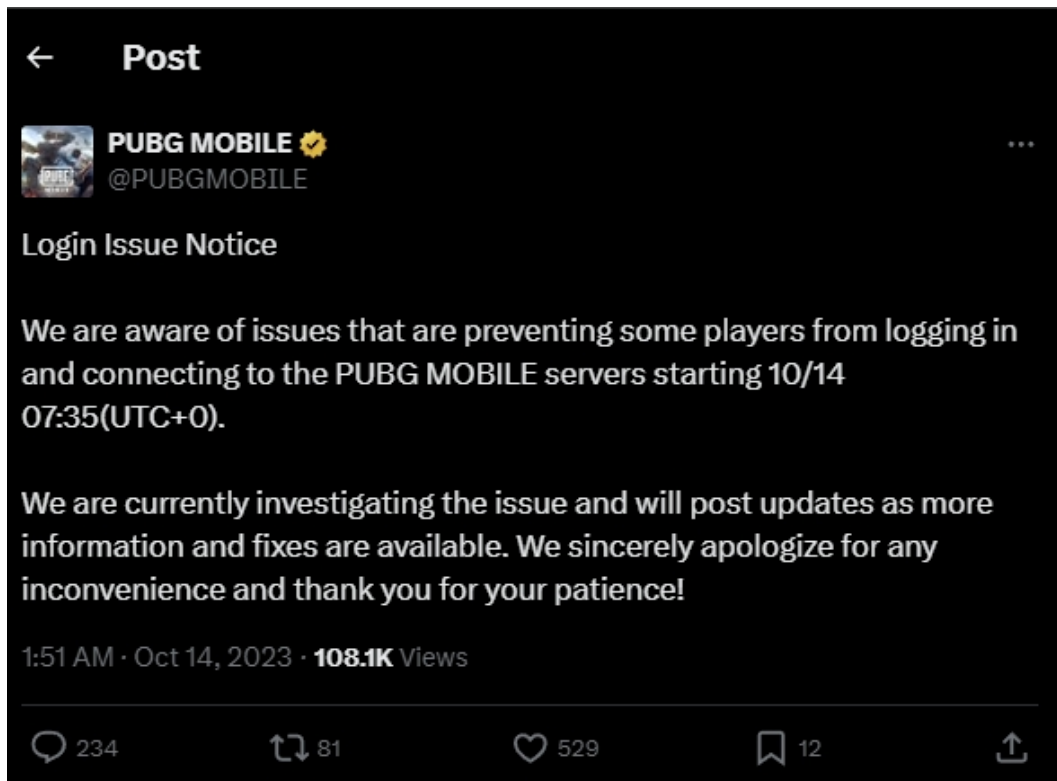 Post
PUBG MOBILE
@PUBGMOBILE
Login Issue Notice
We are aware of issues that are preventing some players from logging in
and connecting to the PUBG MOBILE servers starting 10/14
07:35(UTC+0).
We are currently investigating the issue and will post updates as more
information and fixes are available. We sincerely apologize for any
inconvenience and thank you for your patience!
1:51 AM · Oct 14, 2023 · 108.1K Views
234 81 529 12